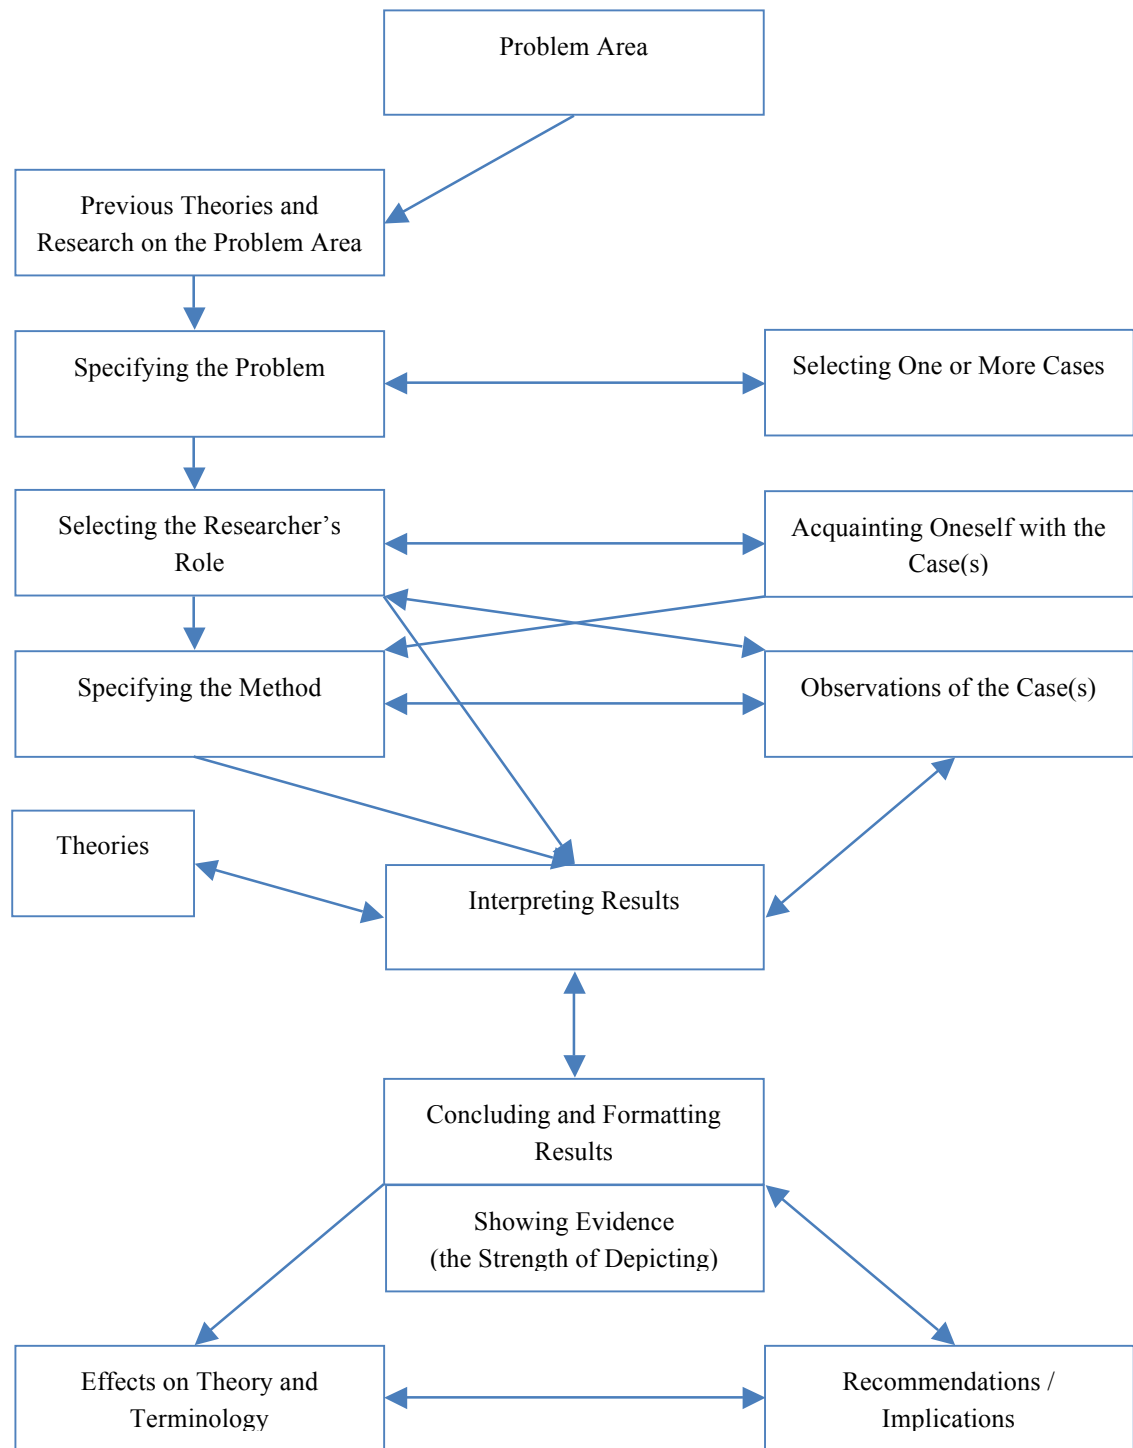 Problem Area
Previous Theories and
Research on the Problem Area
Specifying the Problem
Selecting One or More Cases
Selecting the Researcher’s
Role
Acquainting Oneself with the
Case(s)
Specifying the Method
Observations of the Case(s)
Theories
Interpreting Results
Concluding and Formatting
Results
Showing Evidence
(the Strength of Depicting)
Effects on Theory and
Terminology
Recommendations /
Implications